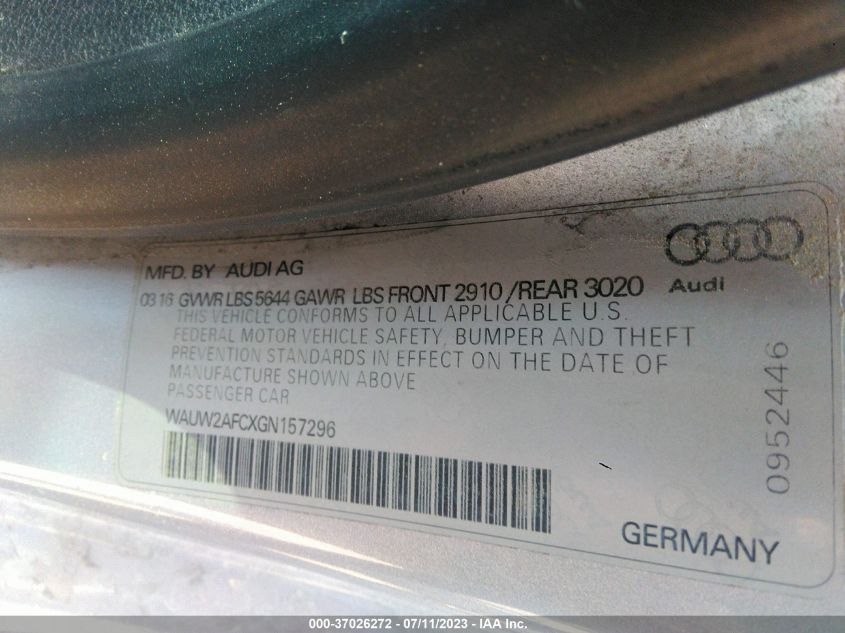 MFD. BY AUDI AG
03 16 GVWR LBS 5644 GAWR LBS FRONT 2910 / REAR 3020
Audi
THIS VEHICLE CONFORMS TO ALL APPLICABLE U.S.
FEDERAL MOTOR VEHICLE SAFETY, BUMPER AND THEFT
PREVENTION STANDARDS IN EFFECT ON THE DATE OF
MANUFACTURE SHOWN ABOVE
PASSENGER CAR
WAUW2AFCXGN157296
0952446
GERMANY
000-37026272 - 07/11/2023 - IAA Inc.